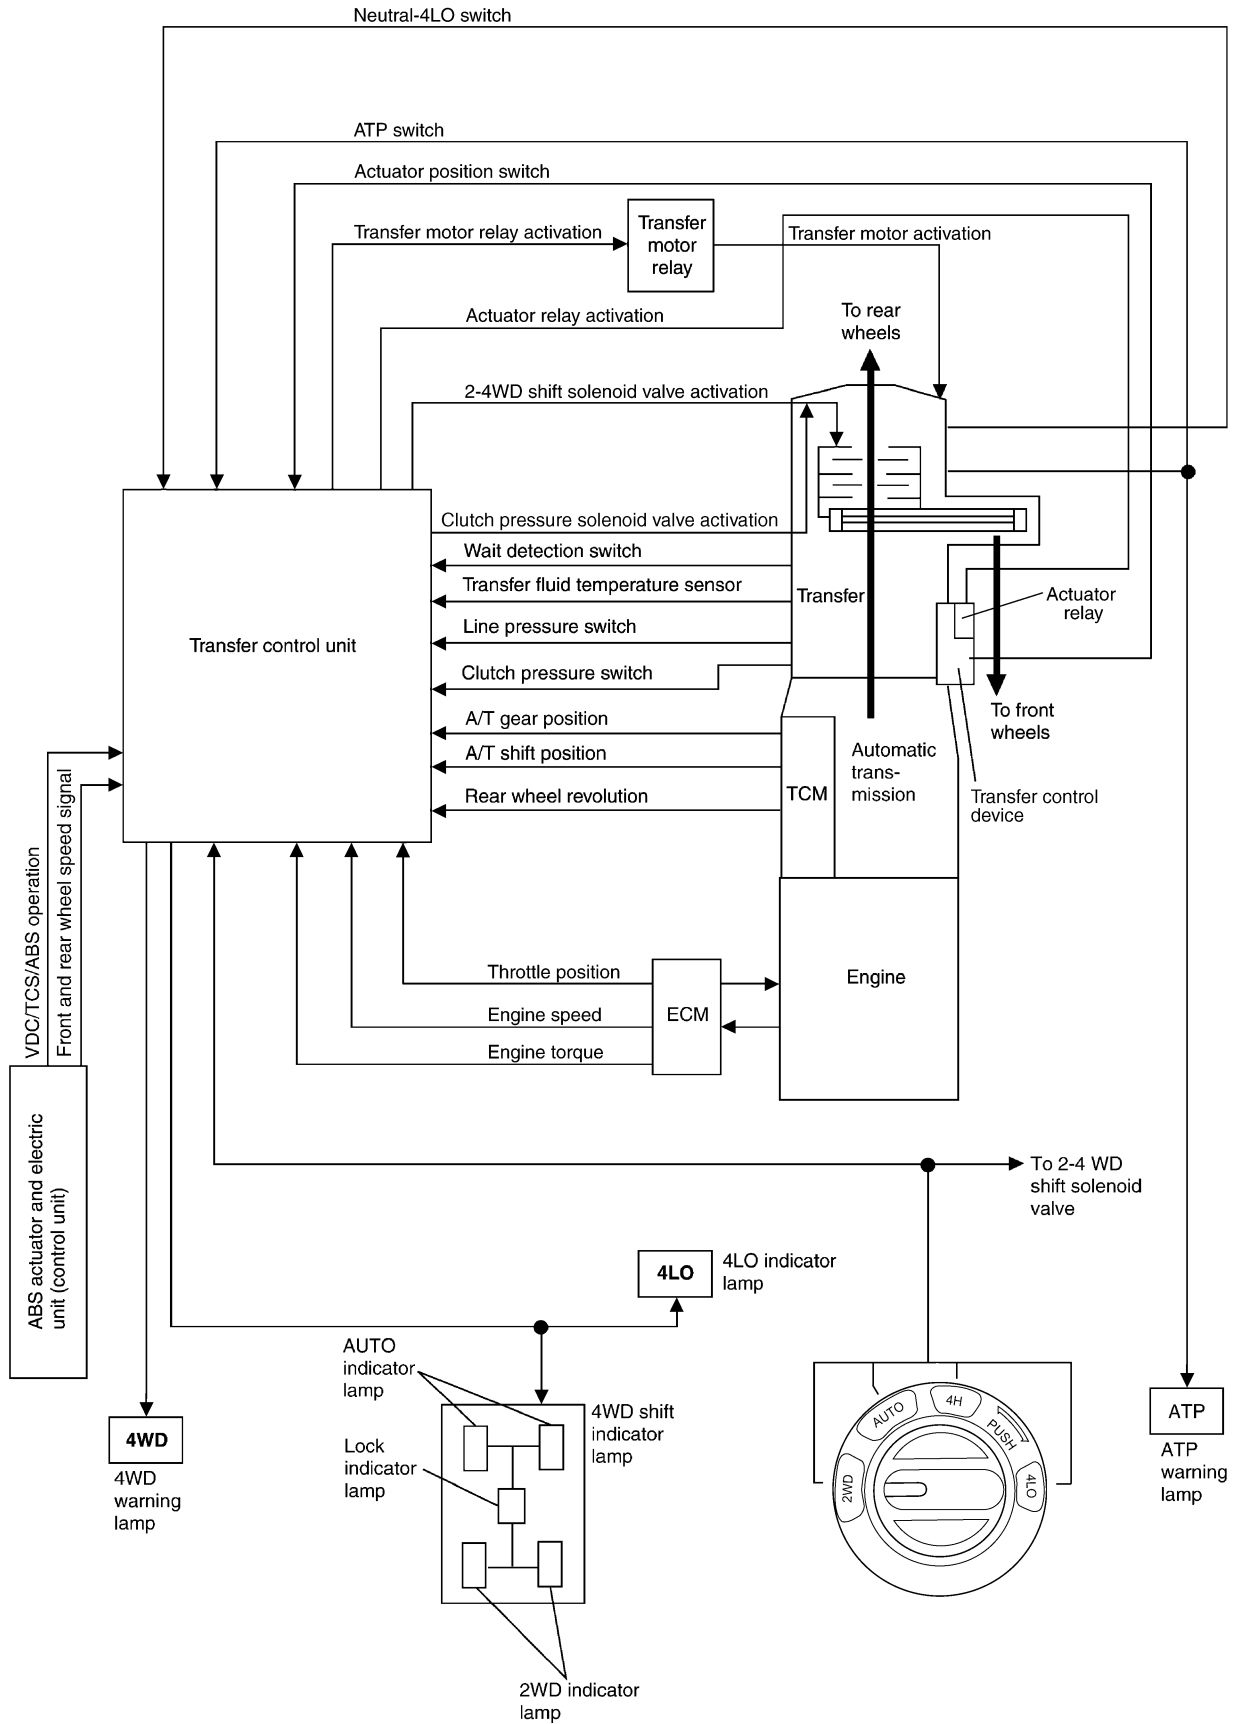 Neutral-4LO switch
ATP switch
Actuator position switch
Transfer motor relay activation
Transfer
motor
relay
Transfer motor activation
Actuator relay activation
To rear
wheels
2-4WD shift solenoid valve activation
Clutch pressure solenoid valve activation
Wait detection switch
Transfer fluid temperature sensor
Line pressure switch
Clutch pressure switch
A/T gear position
A/T shift position
Rear wheel revolution
Transfer control unit
Transfer
Actuator
relay
To front
wheels
Automatic
trans-
mission
TCM
Transfer control
device
VDC/TCS/ABS operation
Front and rear wheel speed signal
ABS actuator and electric
unit (control unit)
Throttle position
Engine speed
Engine torque
ECM
Engine
To 2-4 WD
shift solenoid
valve
4LO
4LO indicator
lamp
AUTO
indicator
lamp
Lock
indicator
lamp
4WD shift
indicator
lamp
2WD indicator
lamp
4WD
4WD
warning
lamp
2WD
AUTO
4H
PUSH
4LO
ATP
ATP
warning
lamp